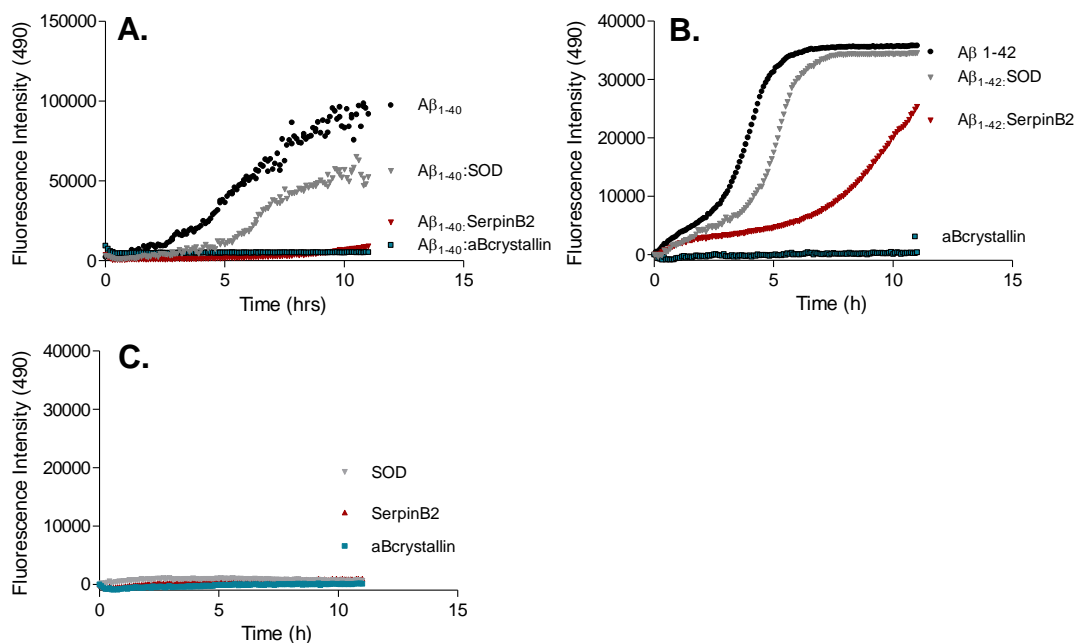 A.
Fluorescence Intensity (490)
150000
100000
50000
0
0 5 10 15
Time (hrs)
Aβ1-40
Aβ1-40:SOD
Aβ1-40:SerpinB2
Aβ1-40:aBcrystallin
B.
Fluorescence Intensity (490)
40000
30000
20000
10000
0
0 5 10 15
Time (h)
Aβ 1-42
Aβ1-42:SOD
Aβ1-42:SerpinB2
aBcrystallin
C.
Fluorescence Intensity (490)
40000
30000
20000
10000
0
0 5 10 15
Time (h)
SOD
SerpinB2
aBcrystallin